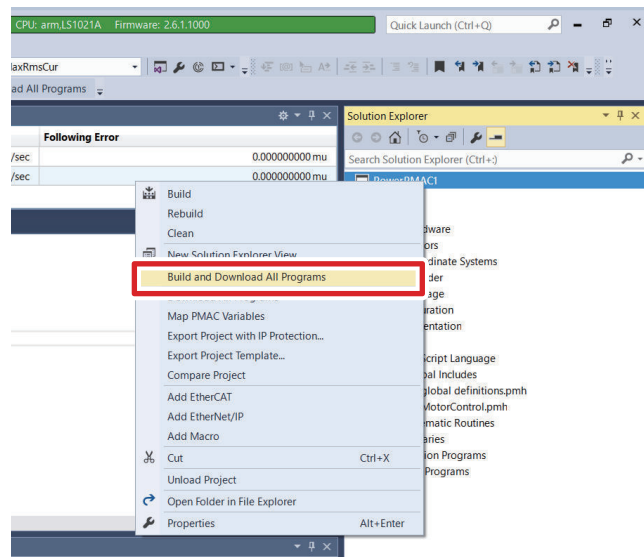 CPU: arm,LS1021A Firmware: 2.6.1.1000
Quick Launch (Ctrl+Q)
axRmsCur
ad All Programs
Solution Explorer
Following Error
/sec 0.000000000 mu
Search Solution Explorer (Ctrl+;)
/sec 0.000000000 mu
PowerPMAC1
Build
Rebuild
Clean
New Solution Explorer View
Build and Download All Programs
Map PMAC Variables
Export Project with IP Protection...
Export Project Template...
Compare Project
Add EtherCAT
Add EtherNet/IP
Add Macro
Cut Ctrl+X
Unload Project
Open Folder in File Explorer
Properties Alt+Enter
dware
ors
dinate Systems
der
age
uration
entation
Script Language
bal Includes
global definitions.pmh
MotorControl.pmh
ematic Routines
aries
ion Programs
Programs